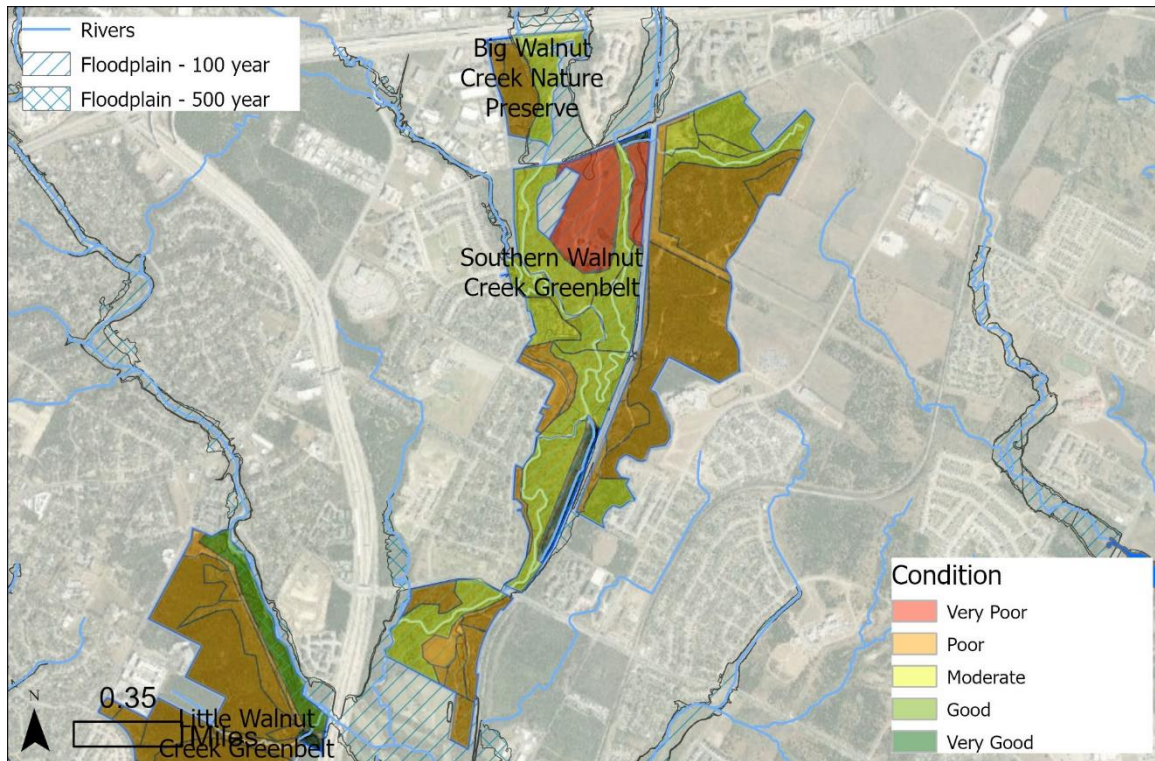 Rivers
Floodplain - 100 year
Floodplain - 500 year
Big Walnut
Creek Nature
Preserve
Southern Walnut
Creek Greenbelt
Condition
Very Poor
Poor
Moderate
Good
Very Good
N
0.35
Miles
Little Walnut
Creek Greenbelt